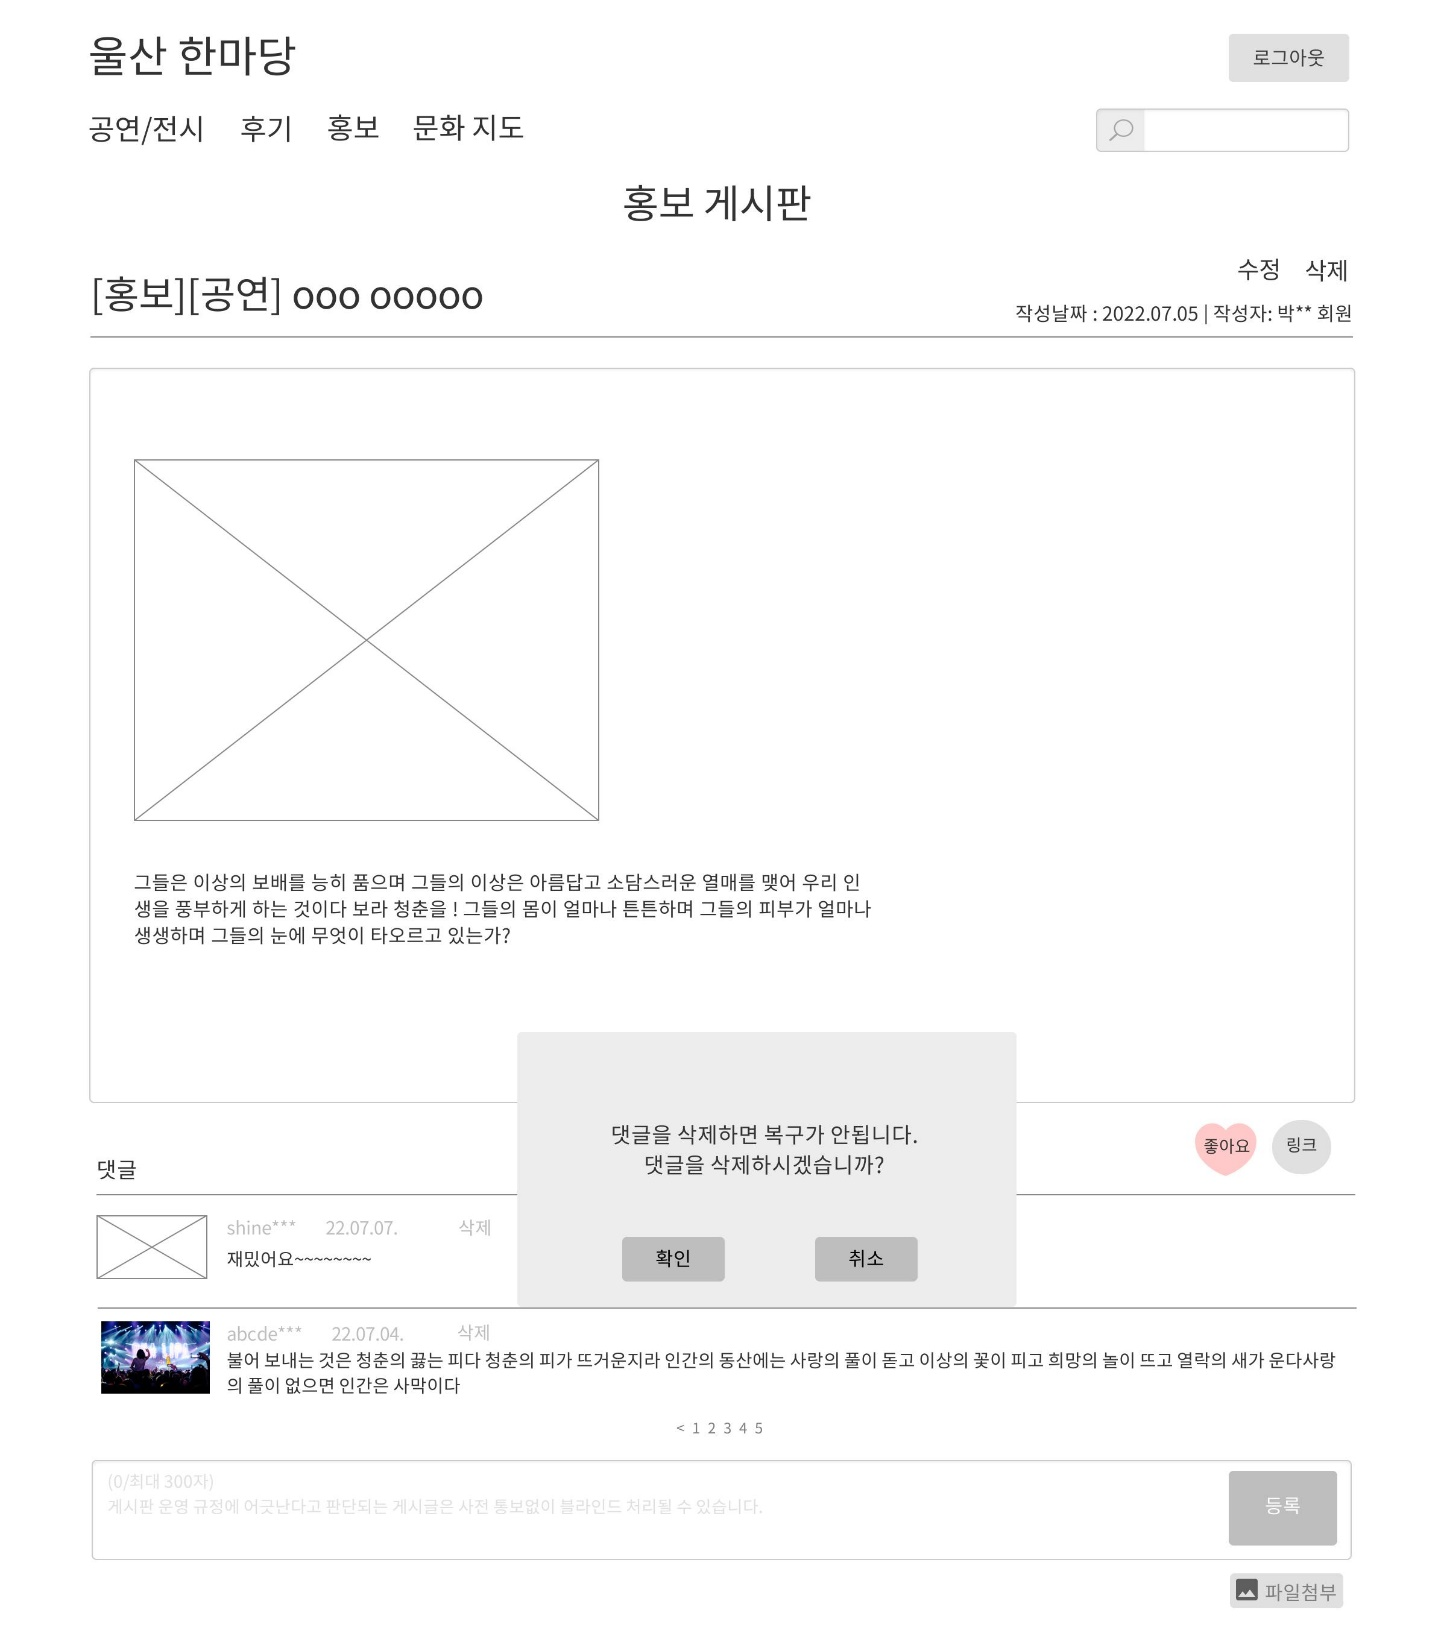 울산 한마당
로그아웃
공연/전시 후기 홍보 문화 지도
홍보 게시판
수정 삭제
[홍보][공연] ooo ooooo
작성날짜 : 2022.07.05 | 작성자: 박** 회원
그들은 이상의 보배를 능히 품으며 그들의 이상은 아름답고 소담스러운 열매를 맺어 우리 인
생을 풍부하게 하는 것이다 보라 청춘을 ! 그들의 몸이 얼마나 튼튼하며 그들의 피부가 얼마나
생생하며 그들의 눈에 무엇이 타오르고 있는가?
댓글을 삭제하면 복구가 안됩니다.
댓글을 삭제하시겠습니까?
확인 취소
좋아요 링크
댓글
shine*** 22.07.07. 삭제
재밌어요~~~~~~~~
abcde*** 22.07.04. 삭제
불어 보내는 것은 청춘의 끓는 피다 청춘의 피가 뜨거운지라 인간의 동산에는 사랑의 풀이 돋고 이상의 꽃이 피고 희망의 놀이 뜨고 열락의 새가 운다사랑
의 풀이 없으면 인간은 사막이다
< 1 2 3 4 5
(0/최대 300자)
게시판 운영 규정에 어긋난다고 판단되는 게시글은 사전 통보없이 블라인드 처리될 수 있습니다.
등록
파일첨부